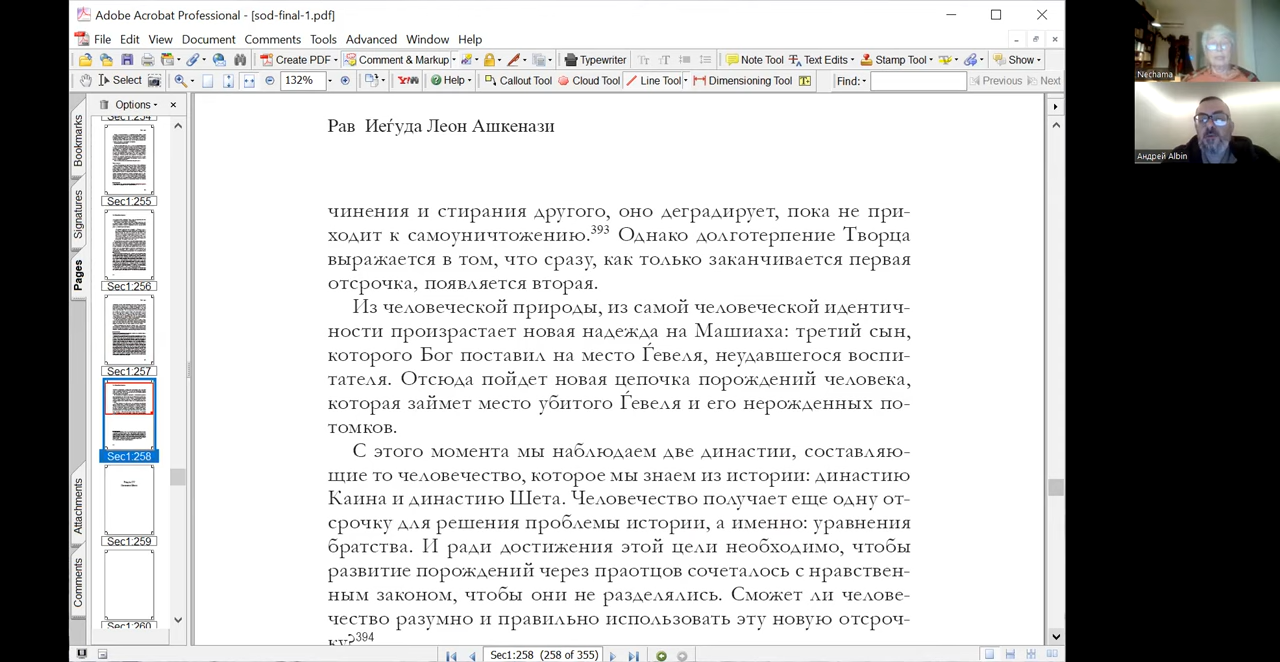 Adobe Acrobat Professional - [sod-final-1.pdf]
File Edit View Document Comments Tools Advanced Window Help
Create PDF Comment & Markup Typewriter Note Tool Text Edits Stamp Tool Show
Select 132% Help Callout Tool Cloud Tool Line Tool Dimensioning Tool Find: Previous Next
Options
Bookmarks
Signatures
Pages
Attachments
Comments
Sec1:254
Sec1:255
Sec1:256
Sec1:257
Sec1:258
Sec1:259
Sec1:260
Рав Иеѓуда Леон Ашкенази
чинения и стирания другого, оно деградирует, пока не при-
ходит к самоуничтожению.393 Однако долготерпение Творца
выражается в том, что сразу, как только заканчивается первая
отсрочка, появляется вторая.
Из человеческой природы, из самой человеческой идентич-
ности произрастает новая надежда на Машиаха: третий сын,
которого Бог поставил на место Ѓевеля, неудавшегося воспи-
тателя. Отсюда пойдет новая цепочка порождений человека,
которая займет место убитого Ѓевеля и его нерожденных по-
томков.
С этого момента мы наблюдаем две династии, составляю-
щие то человечество, которое мы знаем из истории: династию
Каина и династию Шета. Человечество получает еще одну от-
срочку для решения проблемы истории, а именно: уравнения
братства. И ради достижения этой цели необходимо, чтобы
развитие порождений через праотцов сочеталось с нравствен-
ным законом, чтобы они не разделялись. Сможет ли челове-
чество разумно и правильно использовать эту новую отсроч-
ку?394
Sec1:258 (258 of 355)
Nechama
Андрей Albin